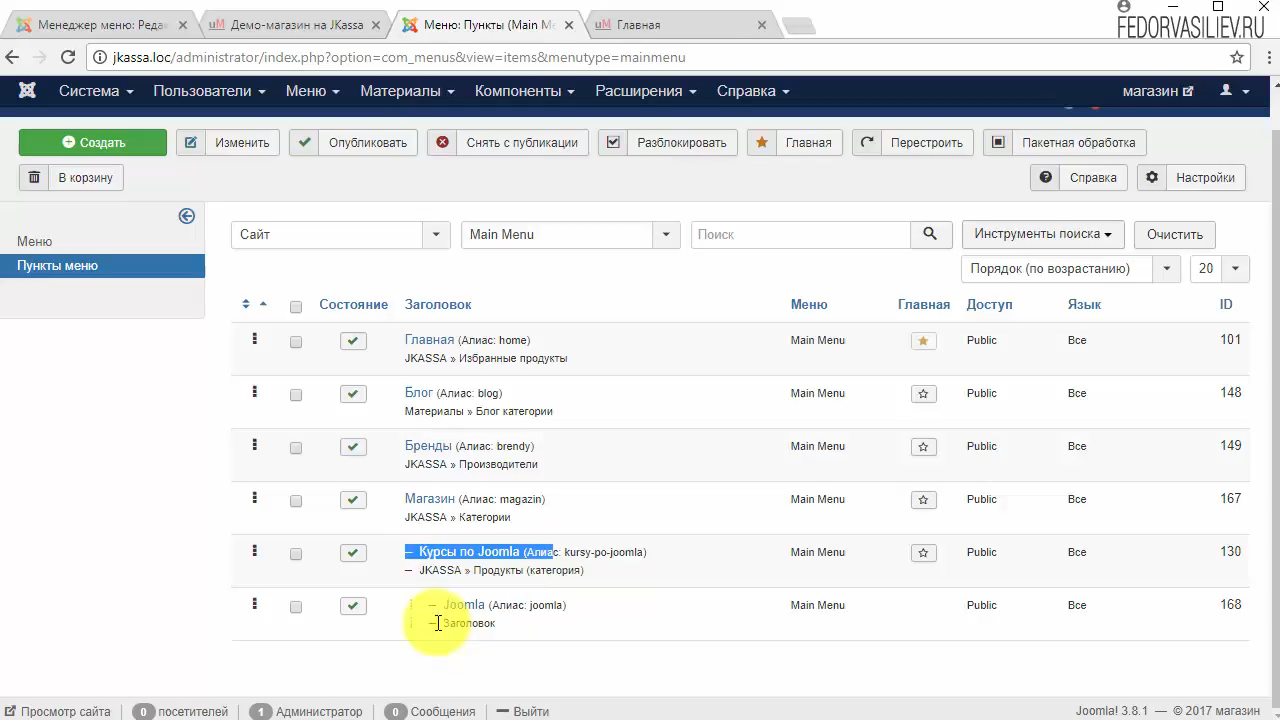 Менеджер меню: Редак
Демо-магазин на JKassa
Меню: Пункты (Main Me
Главная
FEDORVASILIEV.RU
jkassa.loc/administrator/index.php?option=com_menus&view=items&menutype=mainmenu
Система Пользователи Меню Материалы Компоненты Расширения Справка магазин
Создать Изменить Опубликовать Снять с публикации Разблокировать Главная Перестроить Пакетная обработка
В корзину Справка Настройки
Меню
Пункты меню
Сайт Main Menu Поиск Инструменты поиска Очистить
Порядок (по возрастанию) 20
Состояние Заголовок Меню Главная Доступ Язык ID
Главная (Алиас: home) Main Menu Public Все 101
JKASSA » Избранные продукты
Блог (Алиас: blog) Main Menu Public Все 148
Материалы » Блог категории
Бренды (Алиас: brendy) Main Menu Public Все 149
JKASSA » Производители
Магазин (Алиас: magazin) Main Menu Public Все 167
JKASSA » Категории
– Курсы по Joomla (Алиас: kursy-po-joomla) Main Menu Public Все 130
– JKASSA » Продукты (категория)
– Joomla (Алиас: joomla) Main Menu Public Все 168
– Заголовок
Просмотр сайта 0 посетителей 1 Администратор 0 Сообщения Выйти Joomla! 3.8.1 — © 2017 магазин